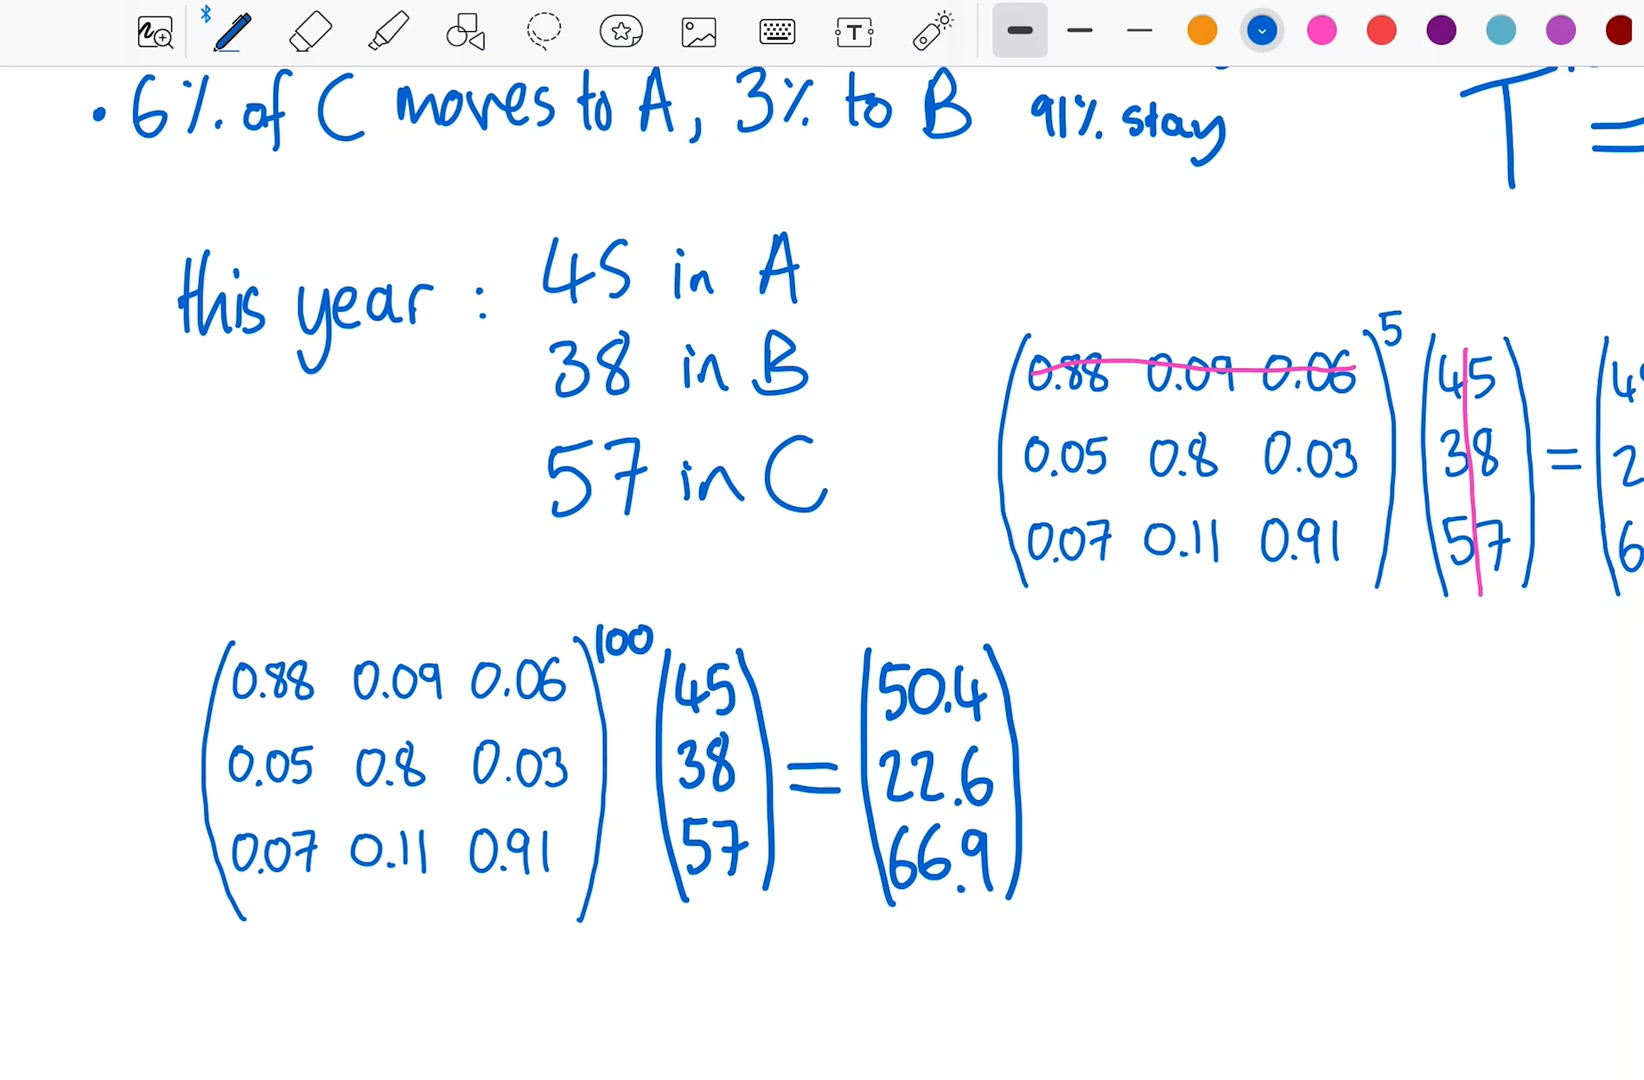 • 6% of C moves to A, 3% to B 91% stay
T =
this year : 45 in A
38 in B
57 in C
(0.88 0.09 0.06)^5 (45) = (4
0.05 0.8 0.03 38 2
0.07 0.11 0.91 57 6
(0.88 0.09 0.06)^100 (45) = (50.4)
0.05 0.8 0.03 38 22.6
0.07 0.11 0.91 57 66.9